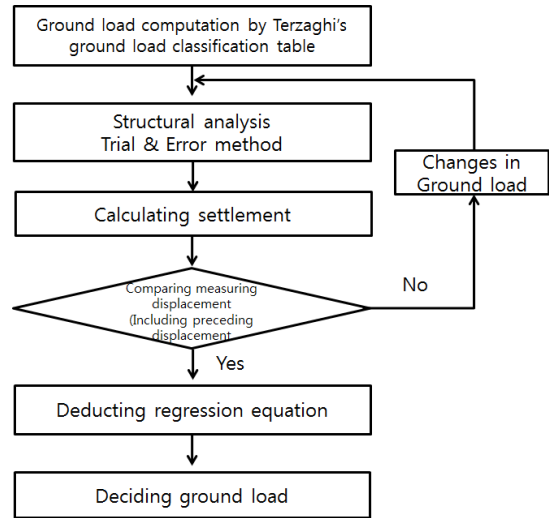 Ground load computation by Terzaghi's
ground load classification table
Structural analysis
Trial & Error method
Changes in
Ground load
Calculating settlement
Comparing measuring
displacement
(Including preceding
displacement
No
Yes
Deducting regression equation
Deciding ground load